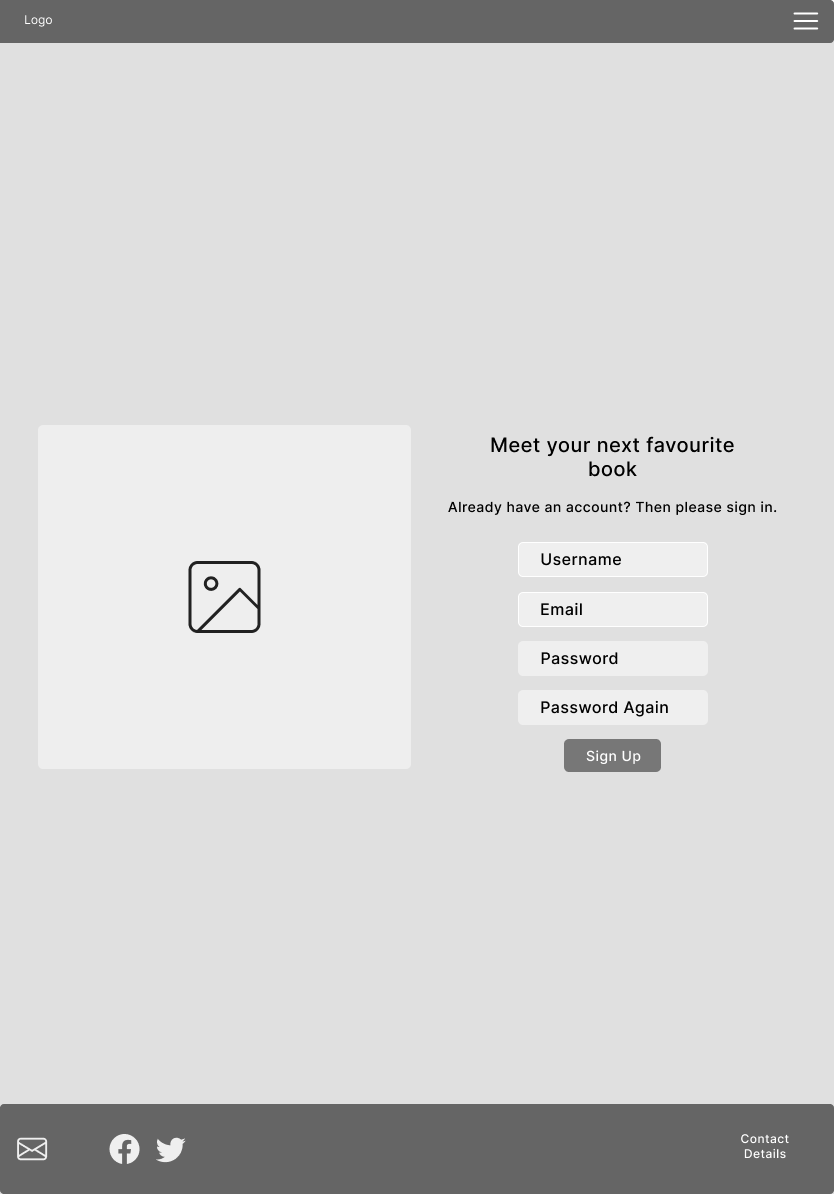 Logo
Meet your next favourite
book
Already have an account? Then please sign in.
Username
Email
Password
Password Again
Sign Up
Contact
Details